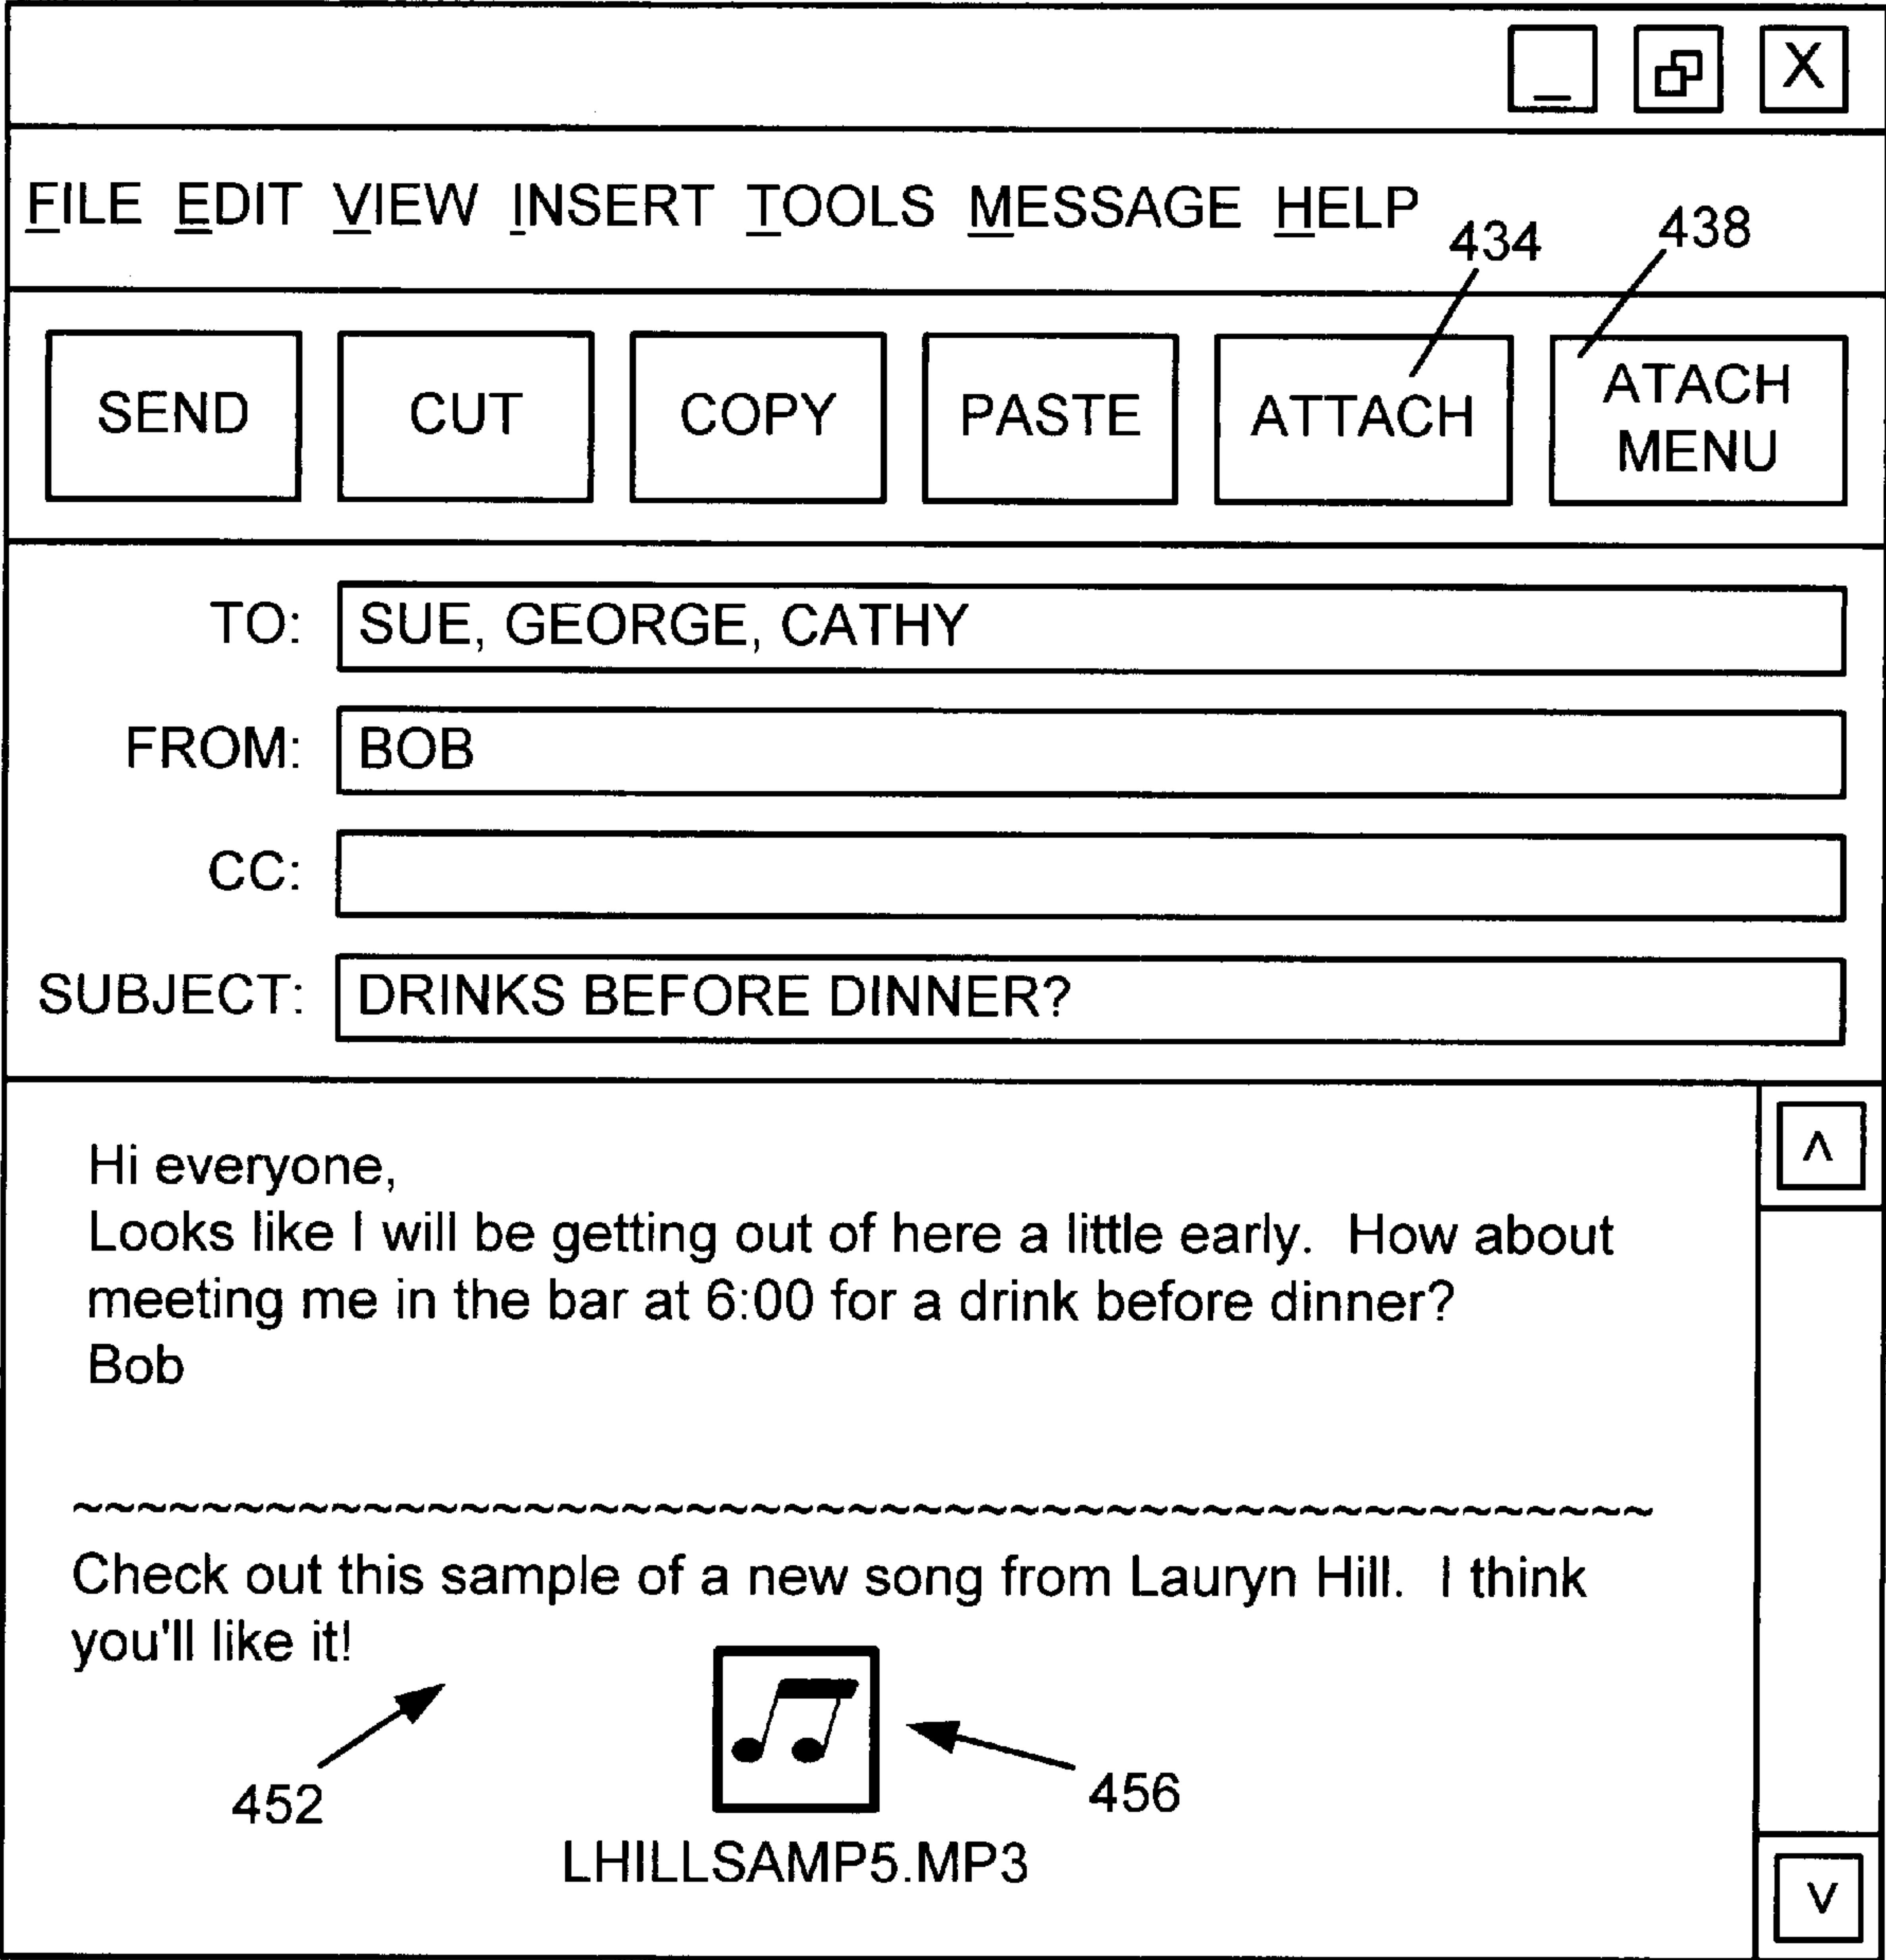 _ X
FILE EDIT VIEW INSERT TOOLS MESSAGE HELP
434 438
SEND CUT COPY PASTE ATTACH ATACH MENU
TO: SUE, GEORGE, CATHY
FROM: BOB
CC:
SUBJECT: DRINKS BEFORE DINNER?
Hi everyone,
Looks like I will be getting out of here a little early. How about
meeting me in the bar at 6:00 for a drink before dinner?
Bob
~~~~~~~~~~~~~~~~~~~~~~~~~~~~~~~~~~~~~~~~~~~~~~~~~
Check out this sample of a new song from Lauryn Hill. I think
you'll like it!
452 456
LHILLSAMP5.MP3